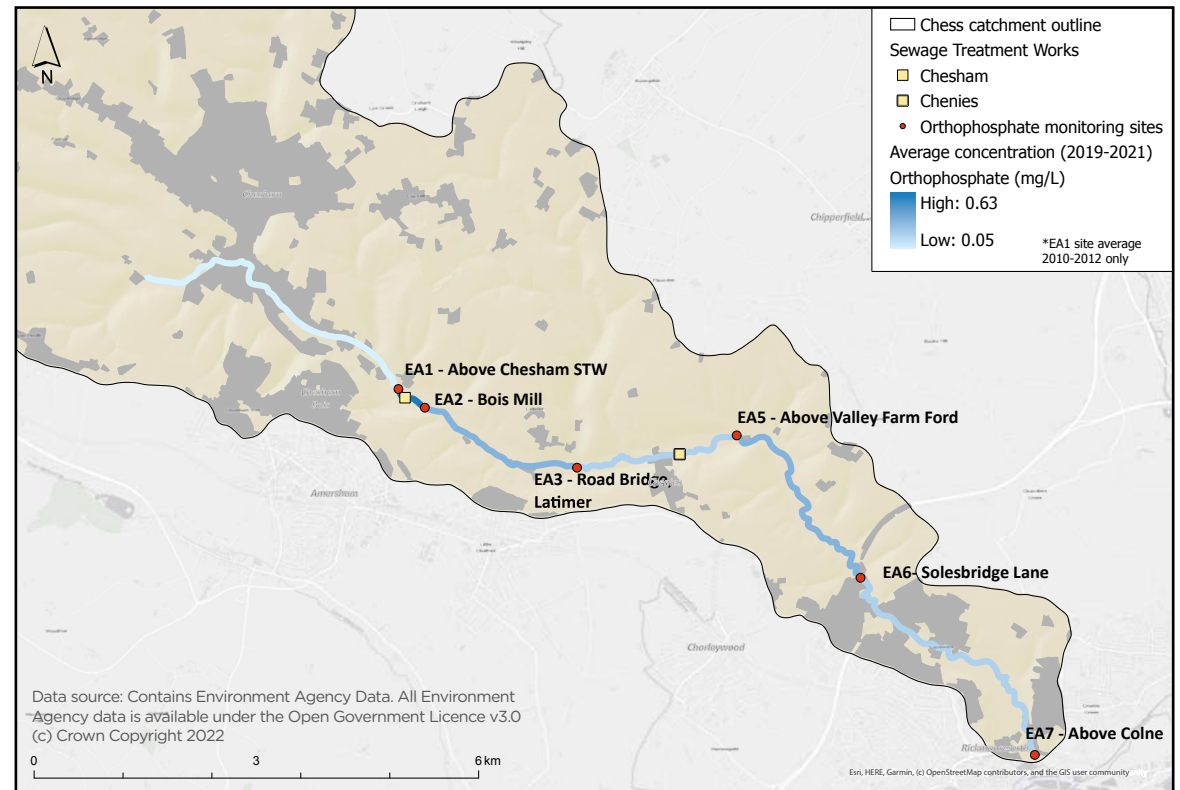 N
Chess catchment outline
Sewage Treatment Works
Chesham
Chenies
Orthophosphate monitoring sites
Average concentration (2019-2021)
Orthophosphate (mg/L)
High: 0.63
Low: 0.05
*EA1 site average
2010-2012 only
Chipperfield
Chesham
EA1 - Above Chesham STW
Chesham
Bois
EA2 - Bois Mill
EA5 - Above Valley Farm Ford
EA3 - Road Bridge,
Latimer
Amersham
EA6- Solesbridge Lane
Chorleywood
EA7 - Above Colne
Data source: Contains Environment Agency Data. All Environment
Agency data is available under the Open Government Licence v3.0
(c) Crown Copyright 2022
0 3 6 km
Esri, HERE, Garmin, (c) OpenStreetMap contributors, and the GIS user community